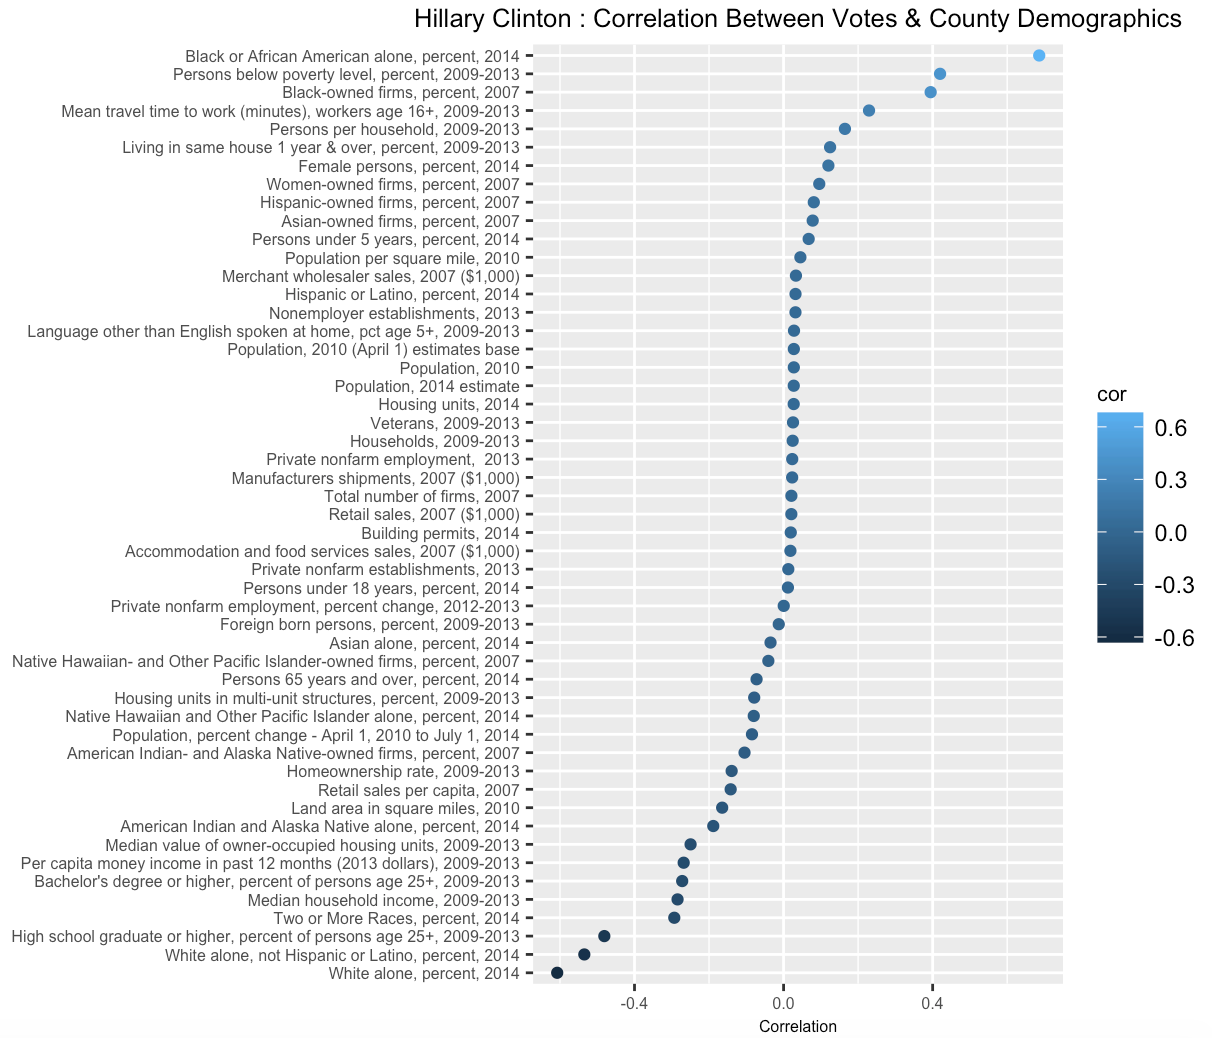 Hillary Clinton : Correlation Between Votes & County Demographics
Black or African American alone, percent, 2014
Persons below poverty level, percent, 2009-2013
Black-owned firms, percent, 2007
Mean travel time to work (minutes), workers age 16+, 2009-2013
Persons per household, 2009-2013
Living in same house 1 year & over, percent, 2009-2013
Female persons, percent, 2014
Women-owned firms, percent, 2007
Hispanic-owned firms, percent, 2007
Asian-owned firms, percent, 2007
Persons under 5 years, percent, 2014
Population per square mile, 2010
Merchant wholesaler sales, 2007 ($1,000)
Hispanic or Latino, percent, 2014
Nonemployer establishments, 2013
Language other than English spoken at home, pct age 5+, 2009-2013
Population, 2010 (April 1) estimates base
Population, 2010
Population, 2014 estimate
Housing units, 2014
Veterans, 2009-2013
Households, 2009-2013
Private nonfarm employment,  2013
Manufacturers shipments, 2007 ($1,000)
Total number of firms, 2007
Retail sales, 2007 ($1,000)
Building permits, 2014
Accommodation and food services sales, 2007 ($1,000)
Private nonfarm establishments, 2013
Persons under 18 years, percent, 2014
Private nonfarm employment, percent change, 2012-2013
Foreign born persons, percent, 2009-2013
Asian alone, percent, 2014
Native Hawaiian- and Other Pacific Islander-owned firms, percent, 2007
Persons 65 years and over, percent, 2014
Housing units in multi-unit structures, percent, 2009-2013
Native Hawaiian and Other Pacific Islander alone, percent, 2014
Population, percent change - April 1, 2010 to July 1, 2014
American Indian- and Alaska Native-owned firms, percent, 2007
Homeownership rate, 2009-2013
Retail sales per capita, 2007
Land area in square miles, 2010
American Indian and Alaska Native alone, percent, 2014
Median value of owner-occupied housing units, 2009-2013
Per capita money income in past 12 months (2013 dollars), 2009-2013
Bachelor's degree or higher, percent of persons age 25+, 2009-2013
Median household income, 2009-2013
Two or More Races, percent, 2014
High school graduate or higher, percent of persons age 25+, 2009-2013
White alone, not Hispanic or Latino, percent, 2014
White alone, percent, 2014
-0.4 0.0 0.4
Correlation
cor
0.6
0.3
0.0
-0.3
-0.6